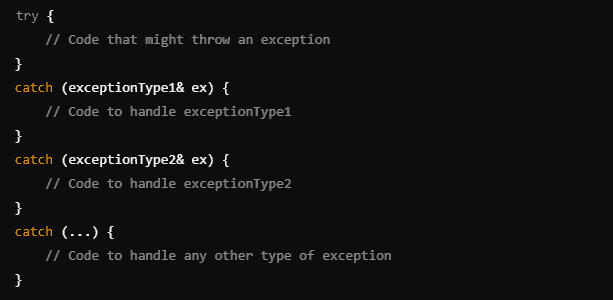 try {
    // Code that might throw an exception
}
catch (exceptionType1& ex) {
    // Code to handle exceptionType1
}
catch (exceptionType2& ex) {
    // Code to handle exceptionType2
}
catch (...) {
    // Code to handle any other type of exception
}